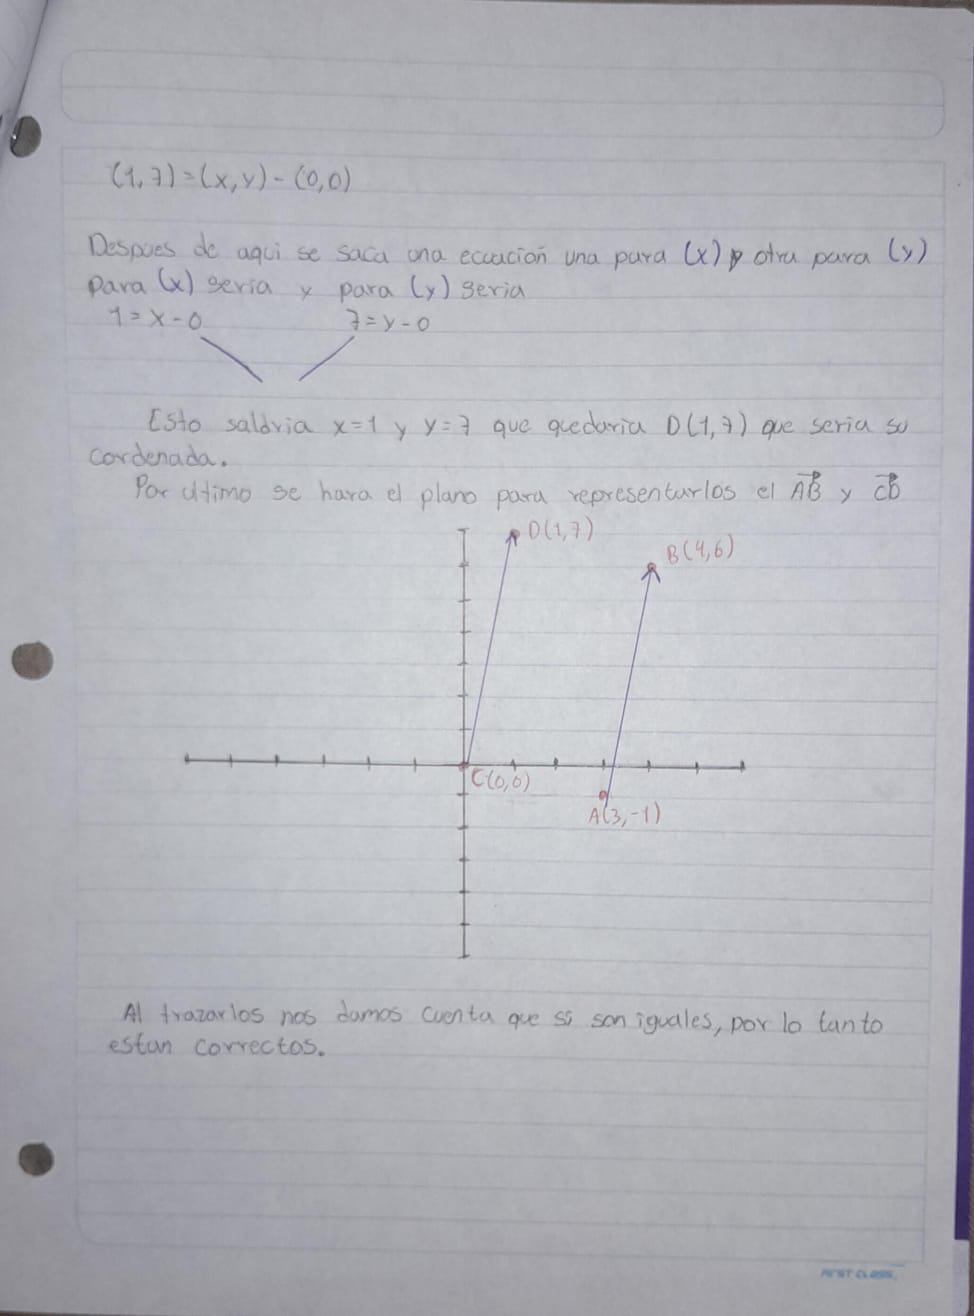 (1,7)=(x,y)-(0,0)
Despues de aqui se saca una ecuación una para (x) y otra para (y)
para (x) seria y para (y) seria
1=x-0 7=y-0
Esto saldria x=1 y y=7 que quedaria D(1,7) que seria su
cordenada.
Por ultimo se hara el plano para representarlos el AB y CD
D(1,7)
B(4,6)
C(0,0)
A(3,-1)
Al trazarlos nos damos cuenta que si son iguales, por lo tanto
estan correctos.
FIRST CLASS